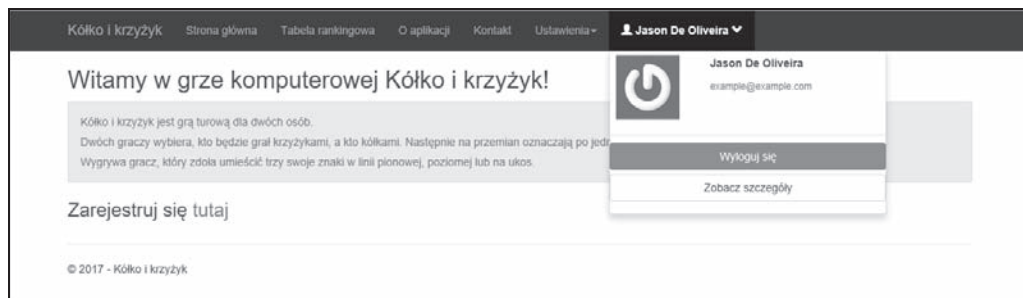 Kółko i krzyżyk Strona główna Tabela rankingowa O aplikacji Kontakt Ustawienia Jason De Oliveira
Jason De Oliveira
example@example.com
Wyloguj się
Zobacz szczegóły
Witamy w grze komputerowej Kółko i krzyżyk!
Kółko i krzyżyk jest grą turową dla dwóch osób.
Dwóch graczy wybiera, kto będzie grał krzyżykami, a kto kółkami. Następnie na przemian oznaczają po
Wygrywa gracz, który zdoła umieścić trzy swoje znaki w linii pionowej, poziomej lub na ukos.
Zarejestruj się tutaj
© 2017 - Kółko i krzyżyk